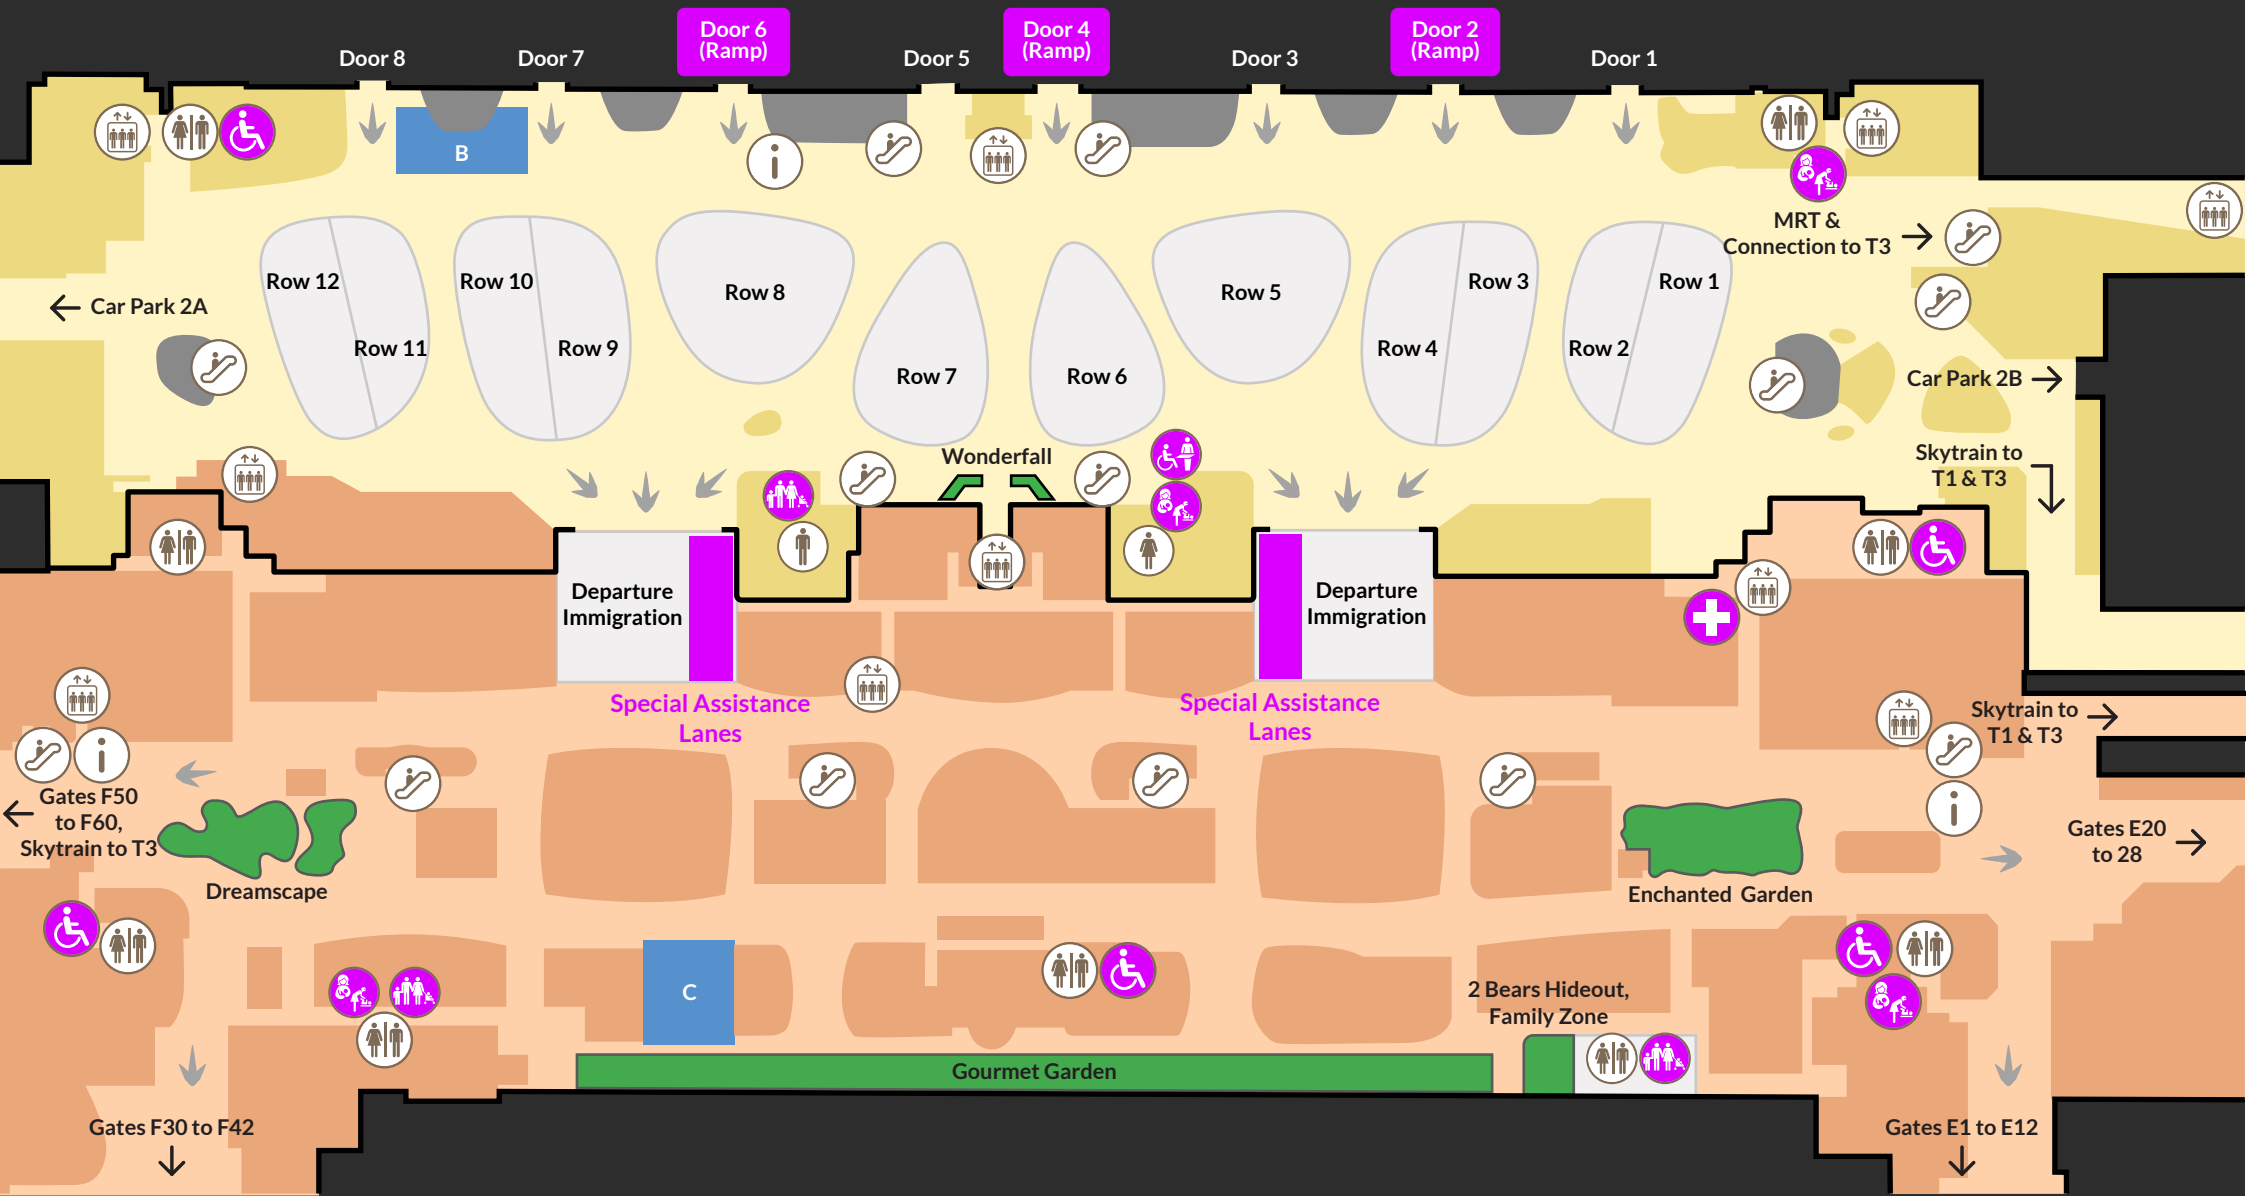 Door 8
Door 7
Door 6
(Ramp)
Door 5
Door 4
(Ramp)
Door 3
Door 2
(Ramp)
Door 1
B
MRT &
Connection to T3
Car Park 2A
Row 12
Row 11
Row 10
Row 9
Row 8
Row 7
Row 6
Row 5
Row 4
Row 3
Row 2
Row 1
Car Park 2B
Wonderfall
Skytrain to
T1 & T3
Departure
Immigration
Departure
Immigration
Special Assistance
Lanes
Special Assistance
Lanes
Skytrain to
T1 & T3
Gates F50
to F60,
Skytrain to T3
Dreamscape
Enchanted Garden
Gates E20
to 28
C
2 Bears Hideout,
Family Zone
Gourmet Garden
Gates F30 to F42
Gates E1 to E12